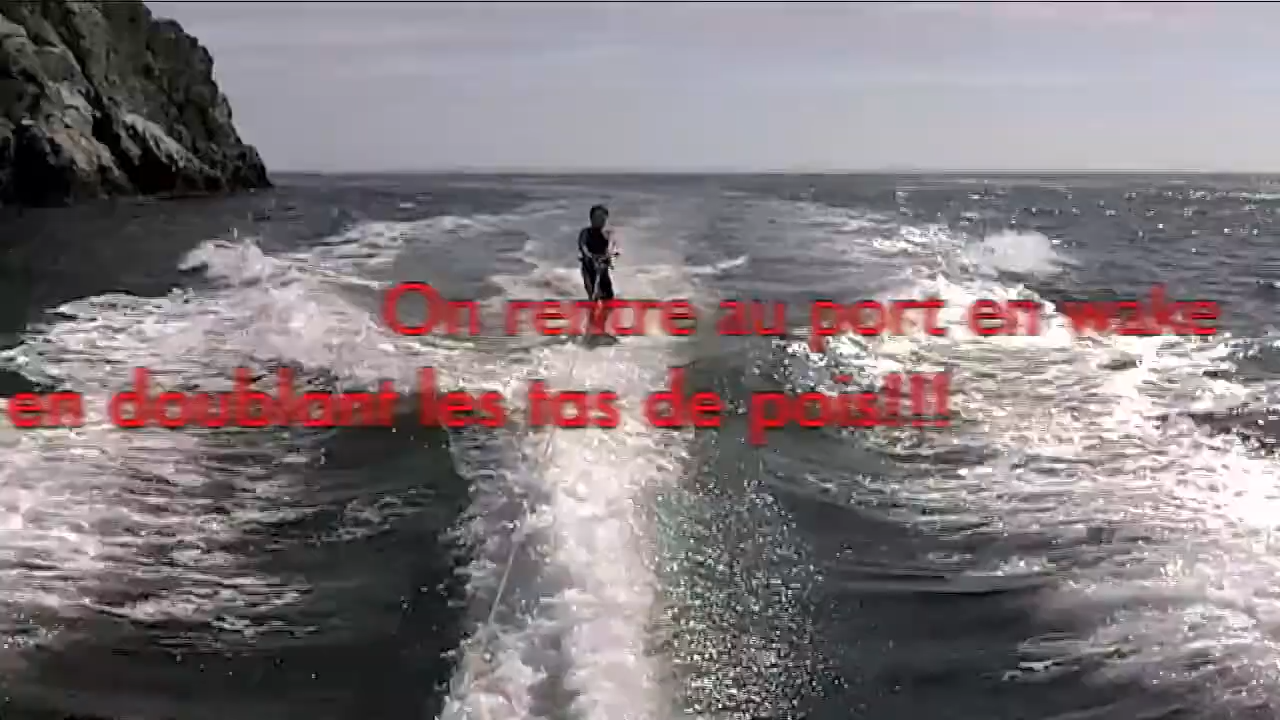 On rentre au port en wake
en doublant les tas de pois!!!